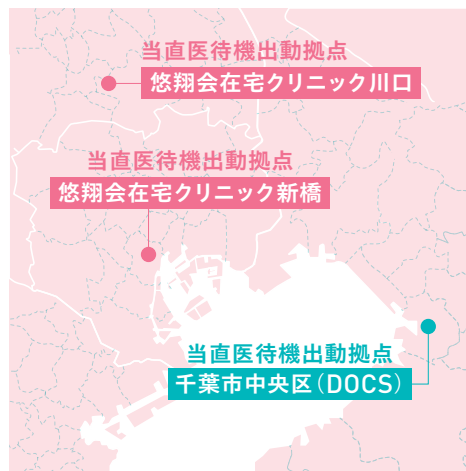 当直医待機出動拠点
悠翔会在宅クリニック川口
当直医待機出動拠点
悠翔会在宅クリニック新橋
当直医待機出動拠点
千葉市中央区（DOCS）